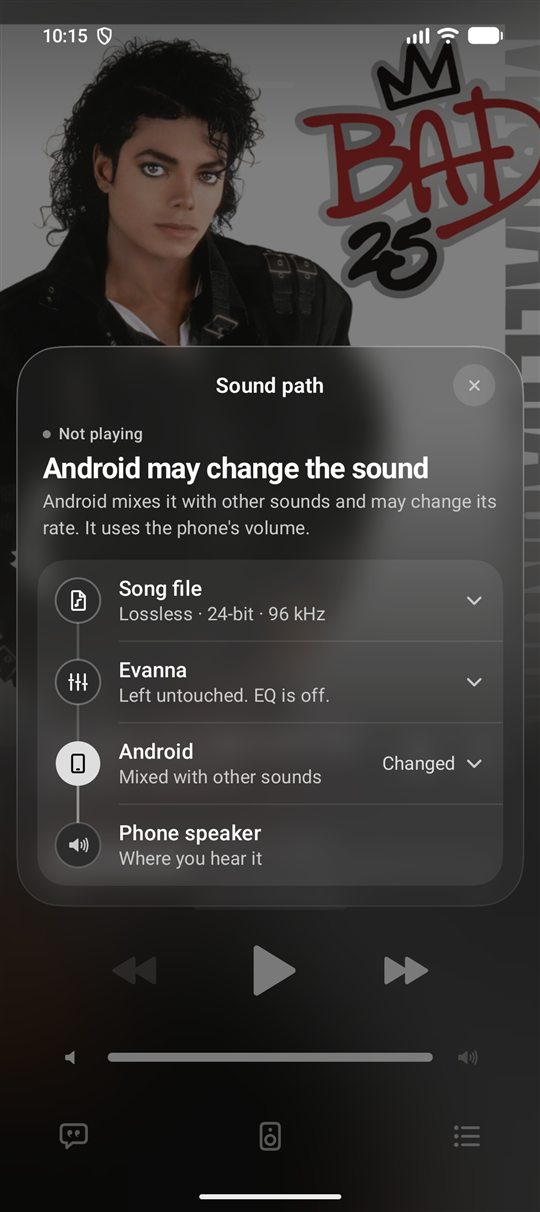 10:15
BAD
25
Sound path
Not playing
Android may change the sound
Android mixes it with other sounds and may change its
rate. It uses the phone's volume.
Song file
Lossless · 24-bit · 96 kHz
Evanna
Left untouched. EQ is off.
Android
Changed
Mixed with other sounds
Phone speaker
Where you hear it